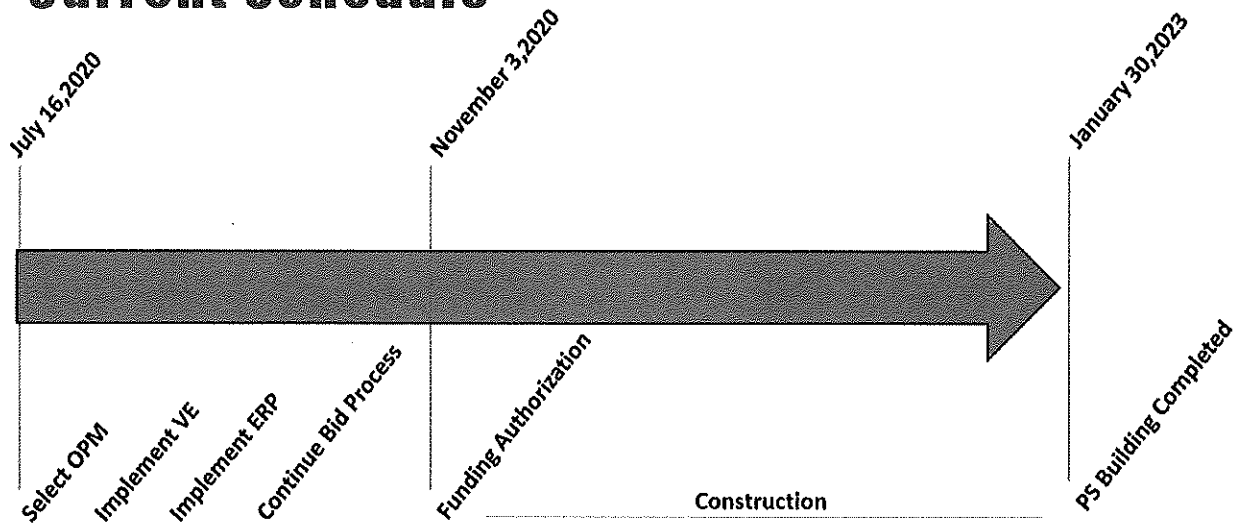 Current Schedule
July 16,2020
November 3,2020
January 30,2023
Select OPM
Implement VE
Implement ERP
Continue Bid Process
Funding Authorization
Construction
PS Building Completed